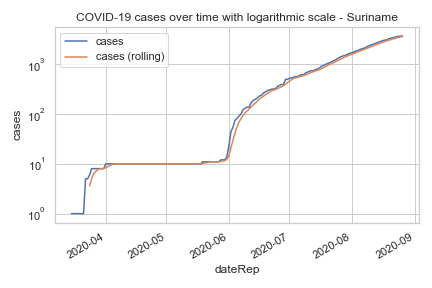 COVID-19 cases over time with logarithmic scale - Suriname
cases
cases (rolling)
10³
10²
10¹
10⁰
cases
2020-04
2020-05
2020-06
2020-07
2020-08
2020-09
dateRep